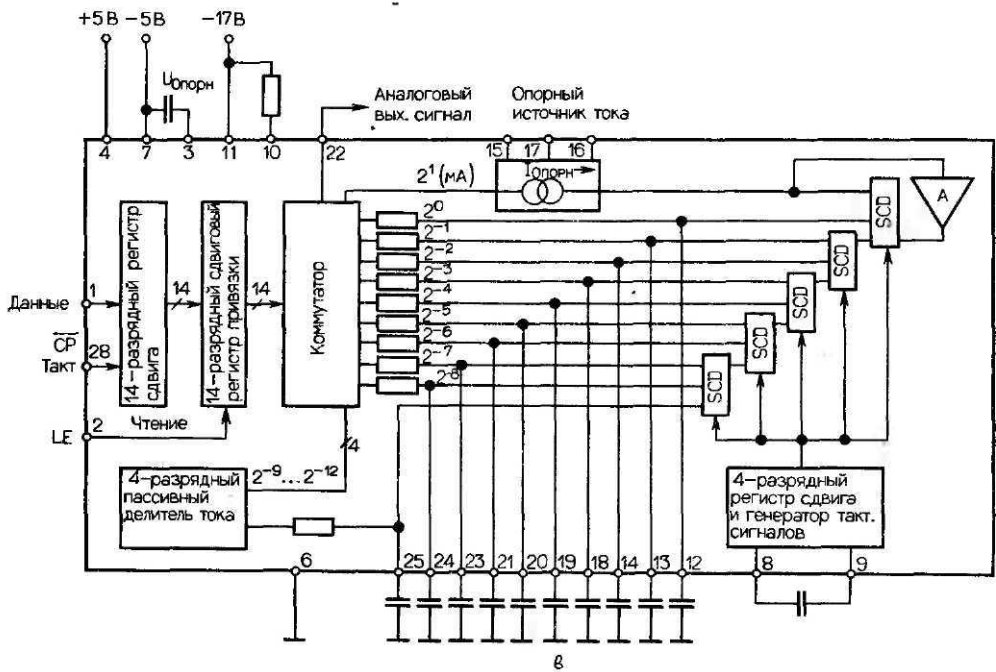 +5В −5В −17В
Uопорн
Аналоговый вых. сигнал
Опорный источник тока
4 7 3 11 10 22
15 17 16
2¹ (мА)
Iопорн
A
2⁰
2⁻¹
2⁻²
2⁻³
2⁻⁴
2⁻⁵
2⁻⁶
2⁻⁷
2⁻⁸
SCD
SCD
SCD
SCD
SCD
Данные
1
14-разрядный регистр сдвига
14
14-разрядный сдвиговый регистр привязки
14
Коммутатор
C̅P̅
Такт
28
LE
2
Чтение
4
4-разрядный
пассивный
делитель тока
2⁻⁹...2⁻¹²
4-разрядный
регистр сдвига
и генератор такт.
сигналов
6 25 24 23 21 20 19 18 14 13 12 8 9
в